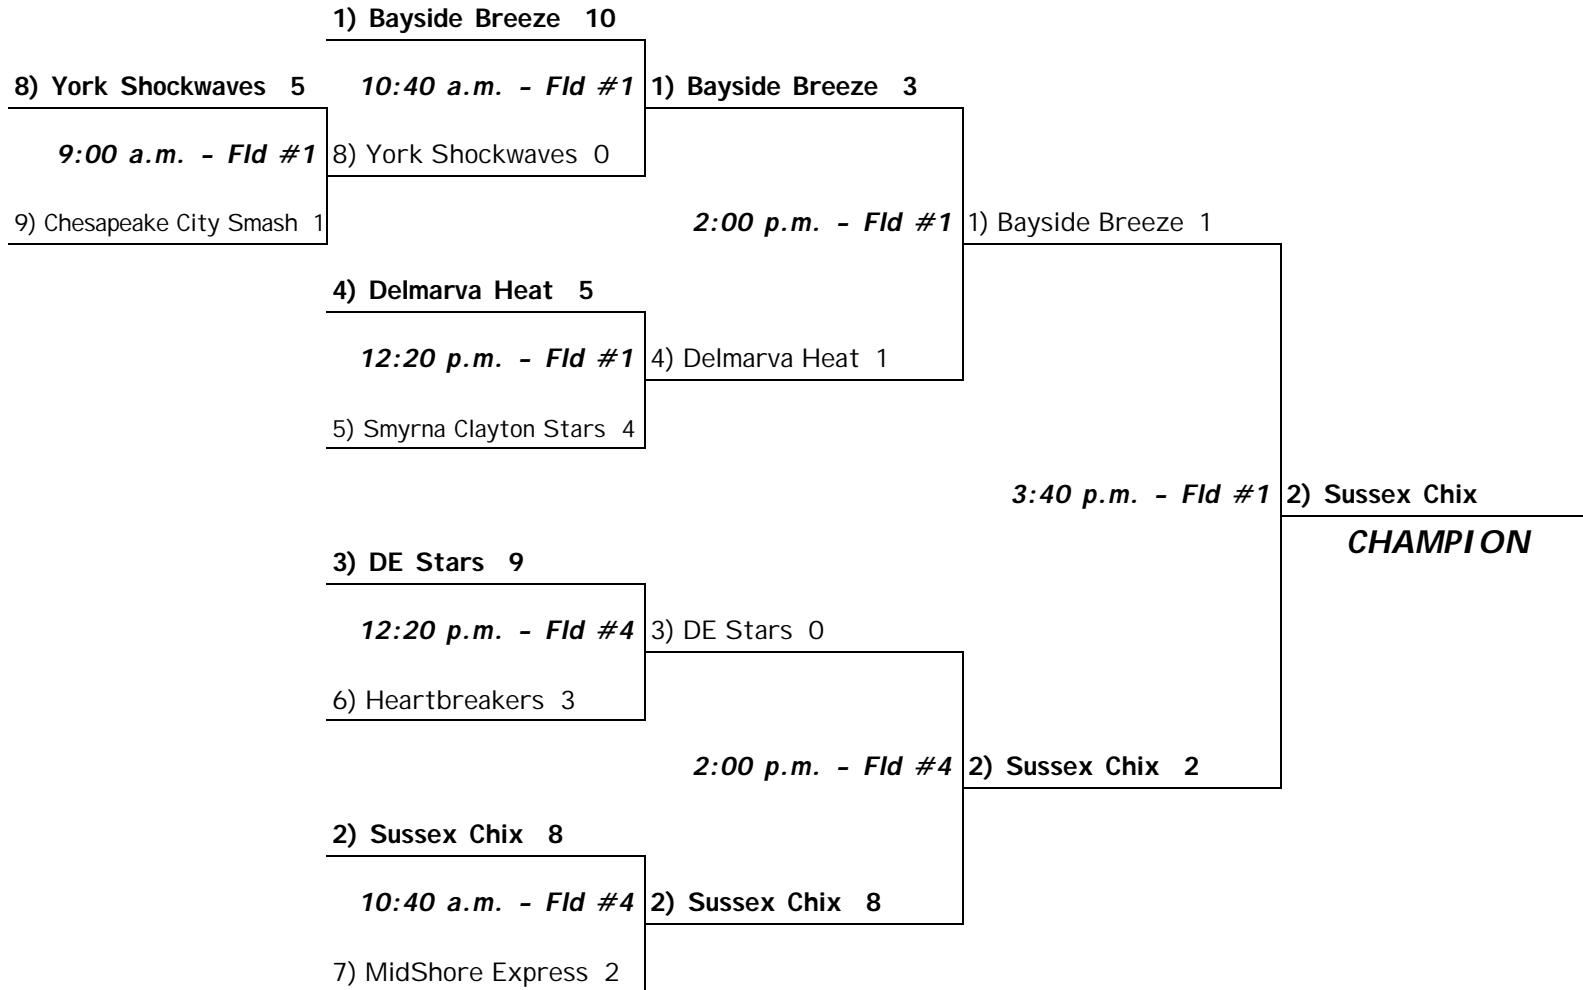 1) Bayside Breeze 10
8) York Shockwaves 5
10:40 a.m. - Fld #1
1) Bayside Breeze 3
9:00 a.m. - Fld #1
8) York Shockwaves 0
9) Chesapeake City Smash 1
2:00 p.m. - Fld #1
1) Bayside Breeze 1
4) Delmarva Heat 5
12:20 p.m. - Fld #1
4) Delmarva Heat 1
5) Smyrna Clayton Stars 4
3:40 p.m. - Fld #1
2) Sussex Chix
CHAMPION
3) DE Stars 9
12:20 p.m. - Fld #4
3) DE Stars 0
6) Heartbreakers 3
2:00 p.m. - Fld #4
2) Sussex Chix 2
2) Sussex Chix 8
10:40 a.m. - Fld #4
2) Sussex Chix 8
7) MidShore Express 2